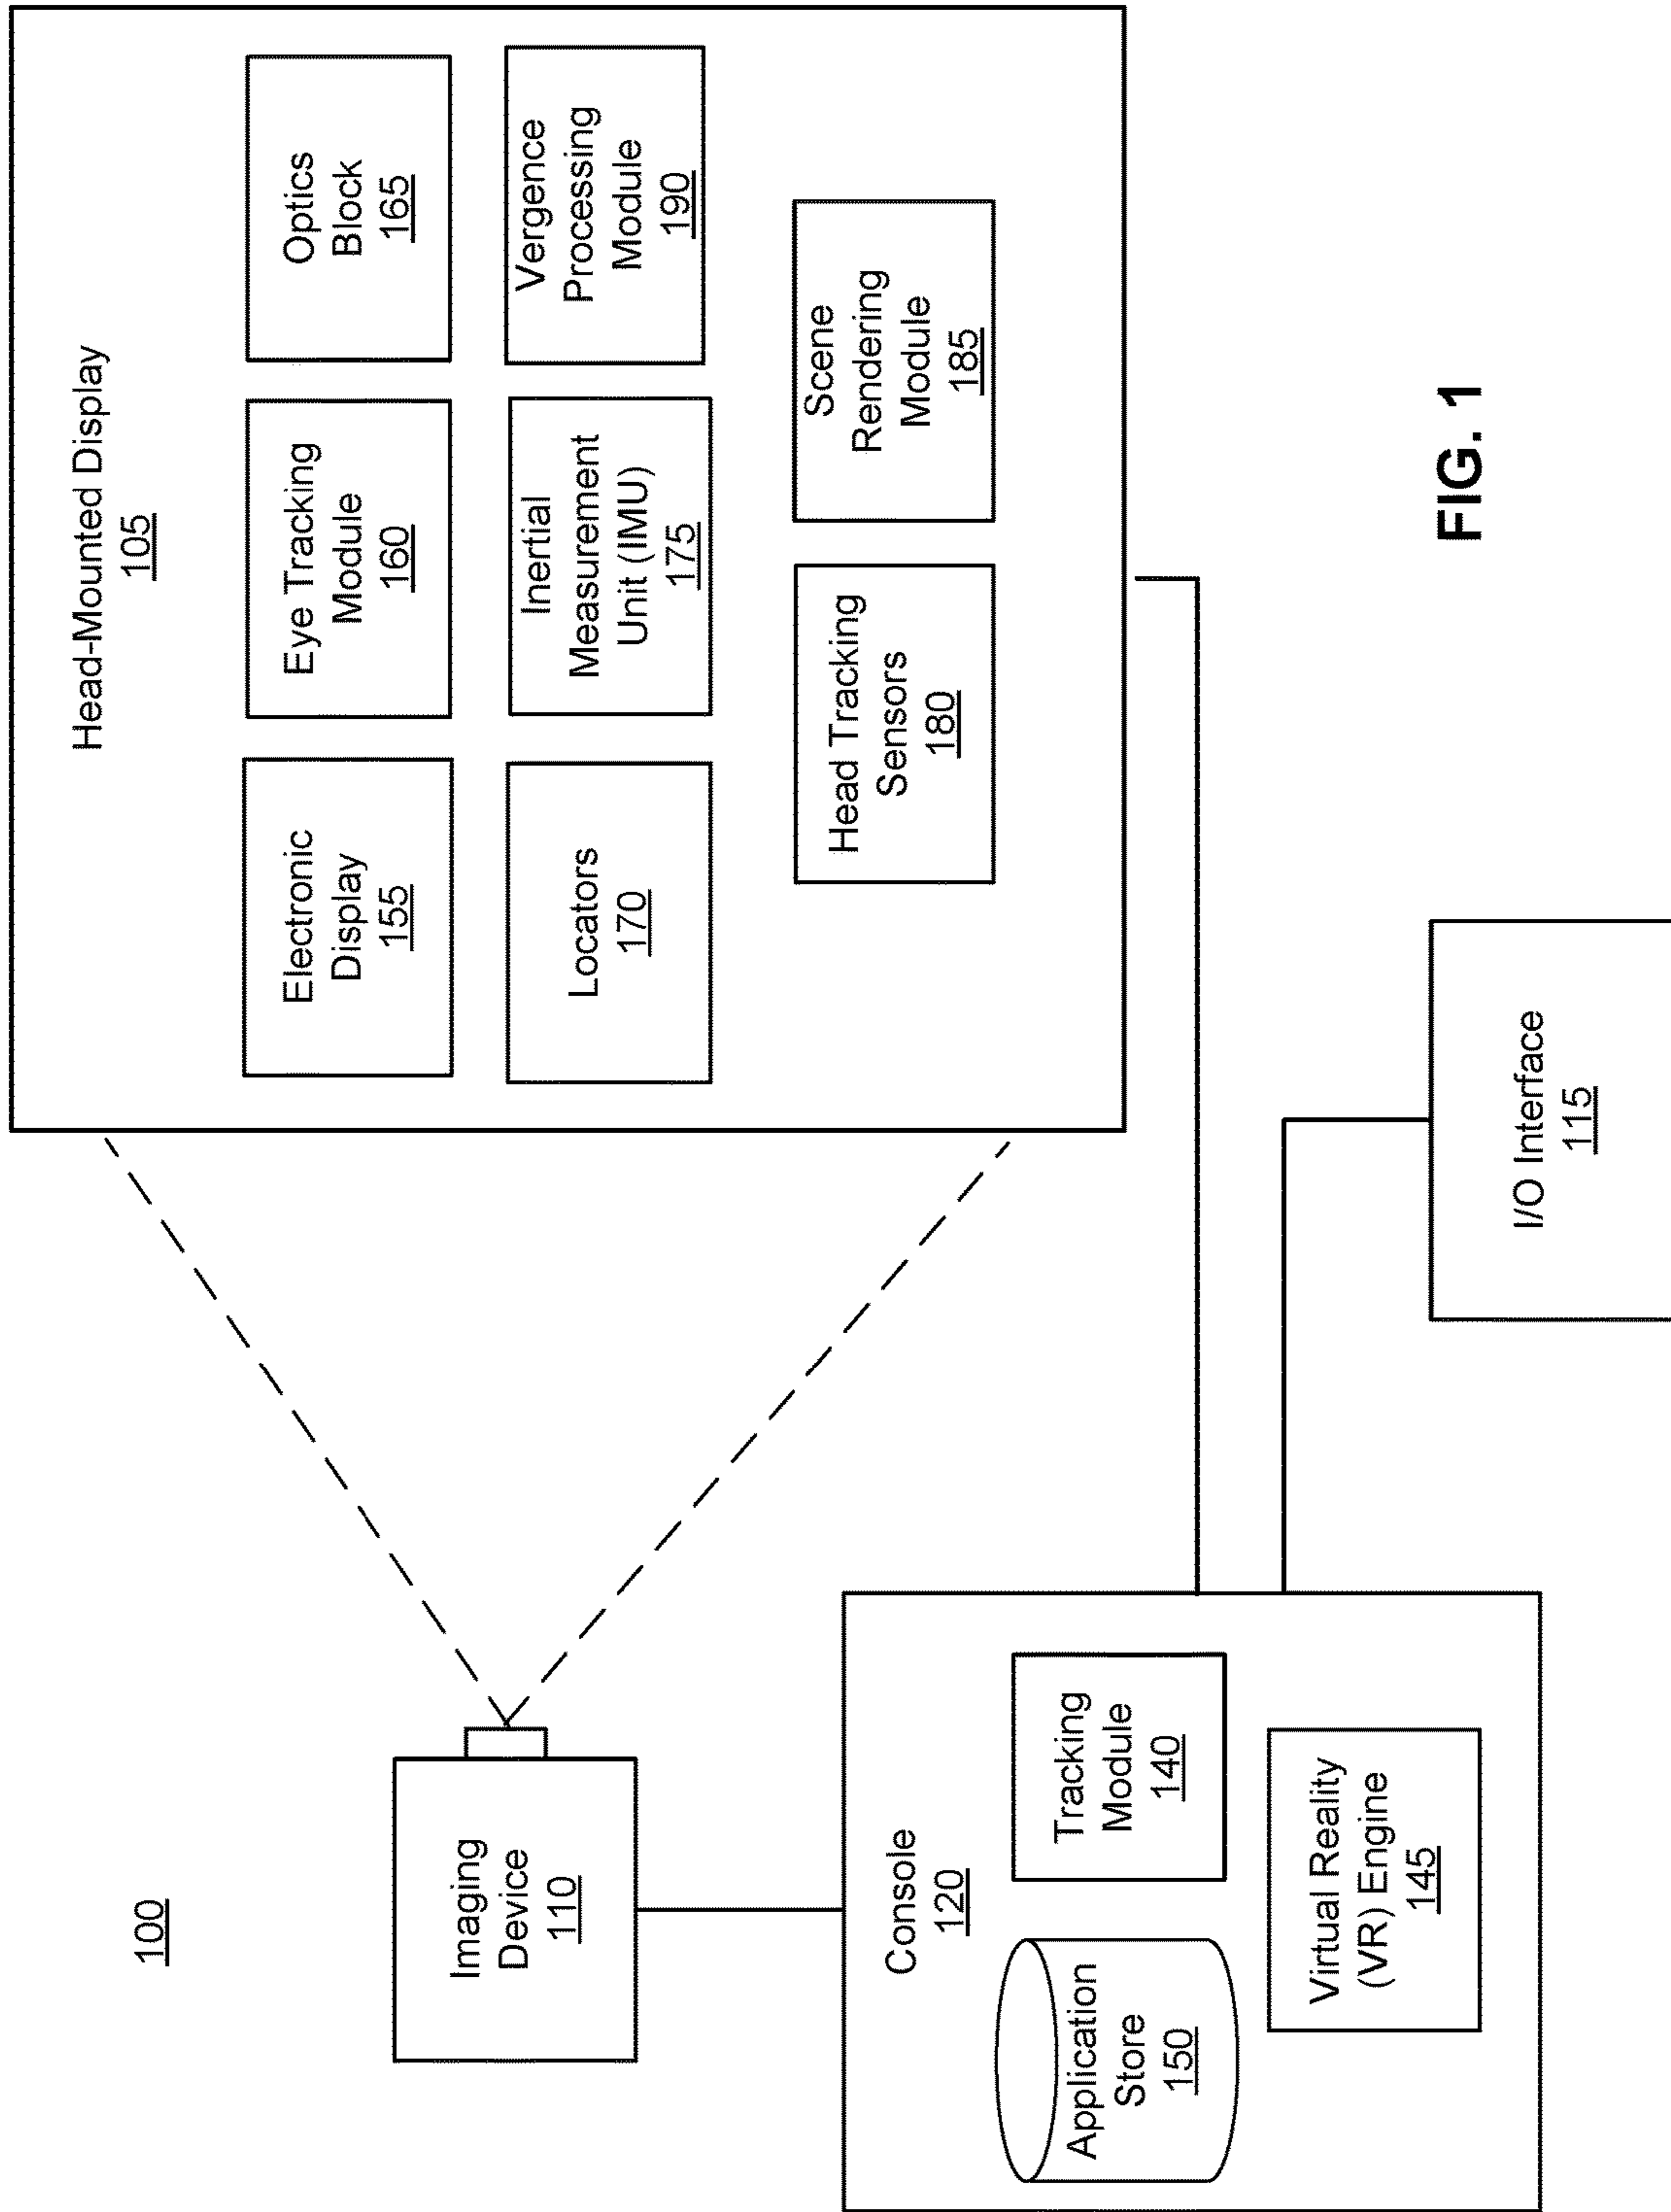 100
Head-Mounted Display
105
Electronic
Display
155
Eye Tracking
Module
160
Optics
Block
165
Locators
170
Inertial
Measurement
Unit (IMU)
175
Vergence
Processing
Module
190
Head Tracking
Sensors
180
Scene
Rendering
Module
185
Imaging
Device
110
Console
120
Application
Store
150
Tracking
Module
140
Virtual Reality
(VR) Engine
145
I/O Interface
115
FIG. 1